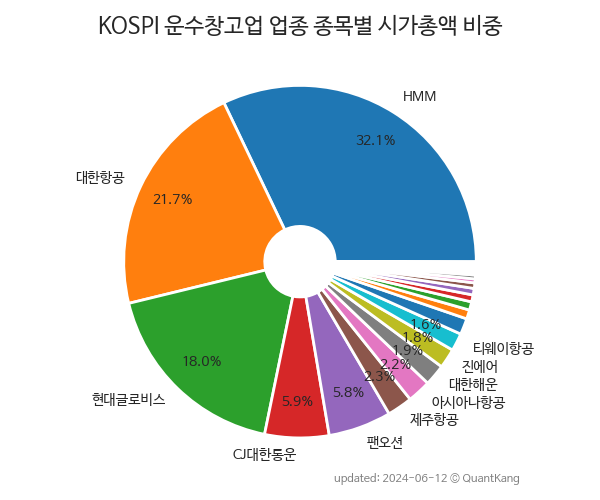 KOSPI 운수창고업 업종 종목별 시가총액 비중
HMM
32.1%
대한항공
21.7%
현대글로비스
18.0%
CJ대한통운
5.9%
팬오션
5.8%
제주항공
2.3%
아시아나항공
2.2%
대한해운
1.9%
진에어
1.8%
티웨이항공
1.6%
updated: 2024-06-12 ⓒ QuantKang